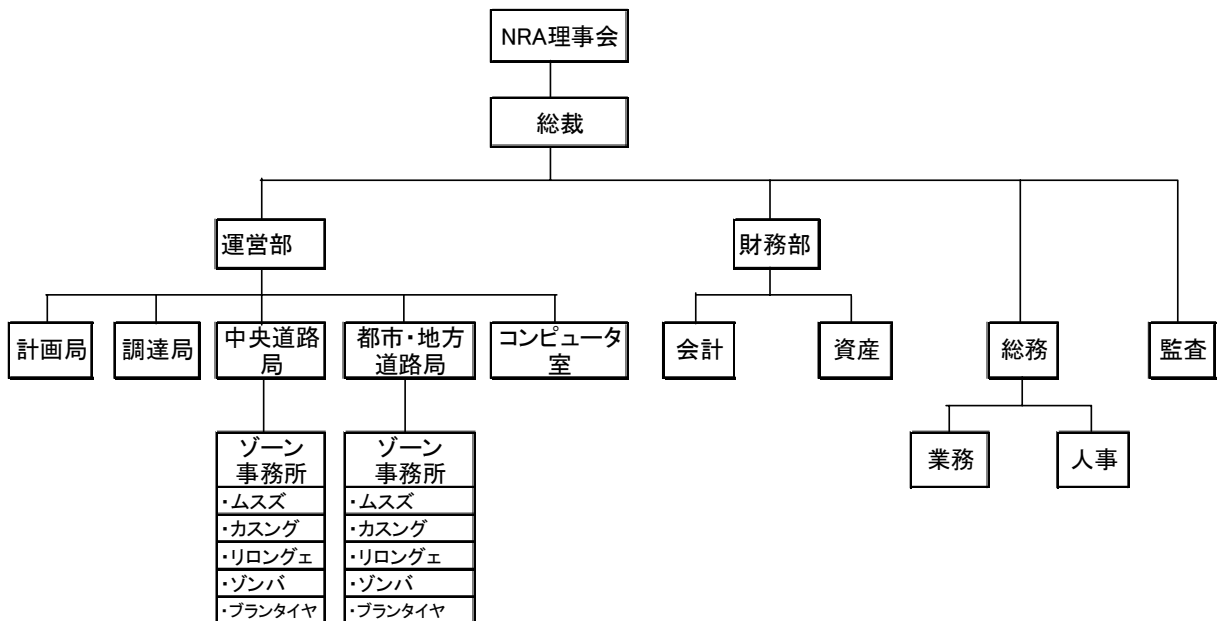 NRA理事会
総裁
運営部
財務部
計画局
調達局
中央道路
局
都市・地方
道路局
コンピュータ
室
会計
資産
総務
監査
ゾーン
事務所
・ムスズ
・カスング
・リロングェ
・ゾンバ
・ブランタイヤ
ゾーン
事務所
・ムスズ
・カスング
・リロングェ
・ゾンバ
・ブランタイヤ
業務
人事